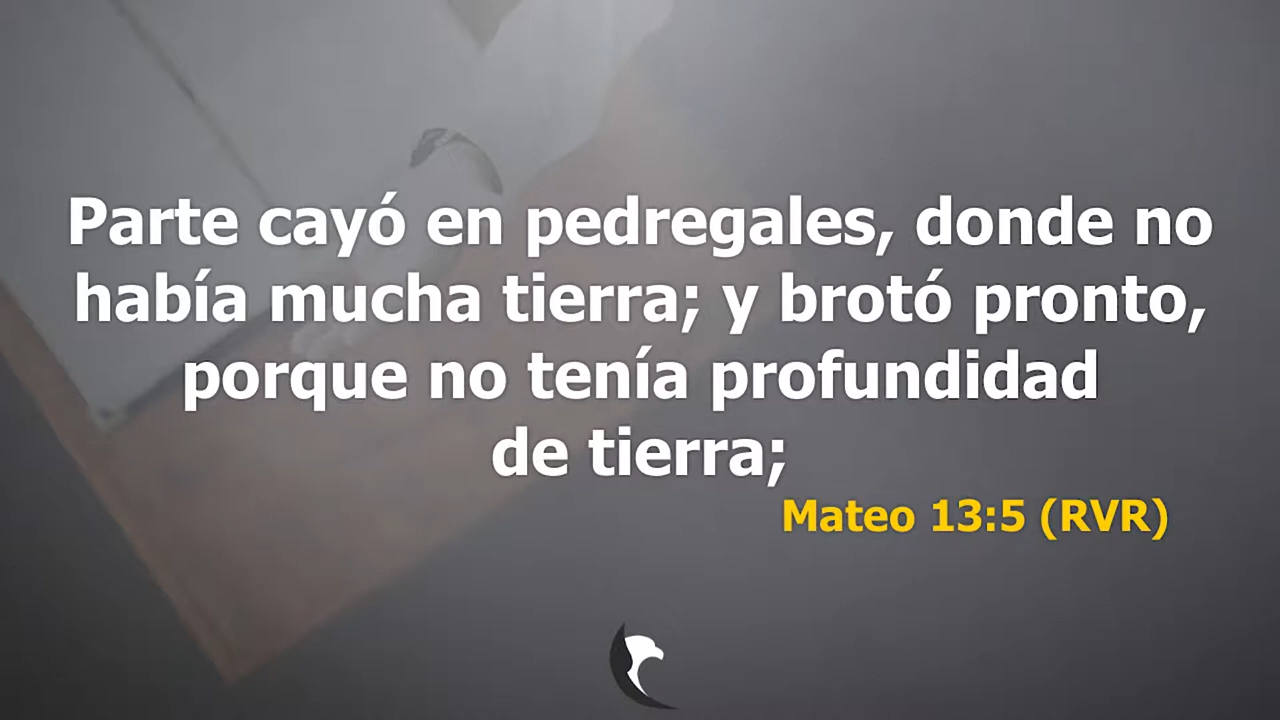 Parte cayó en pedregales, donde no
había mucha tierra; y brotó pronto,
porque no tenía profundidad
de tierra;
Mateo 13:5 (RVR)